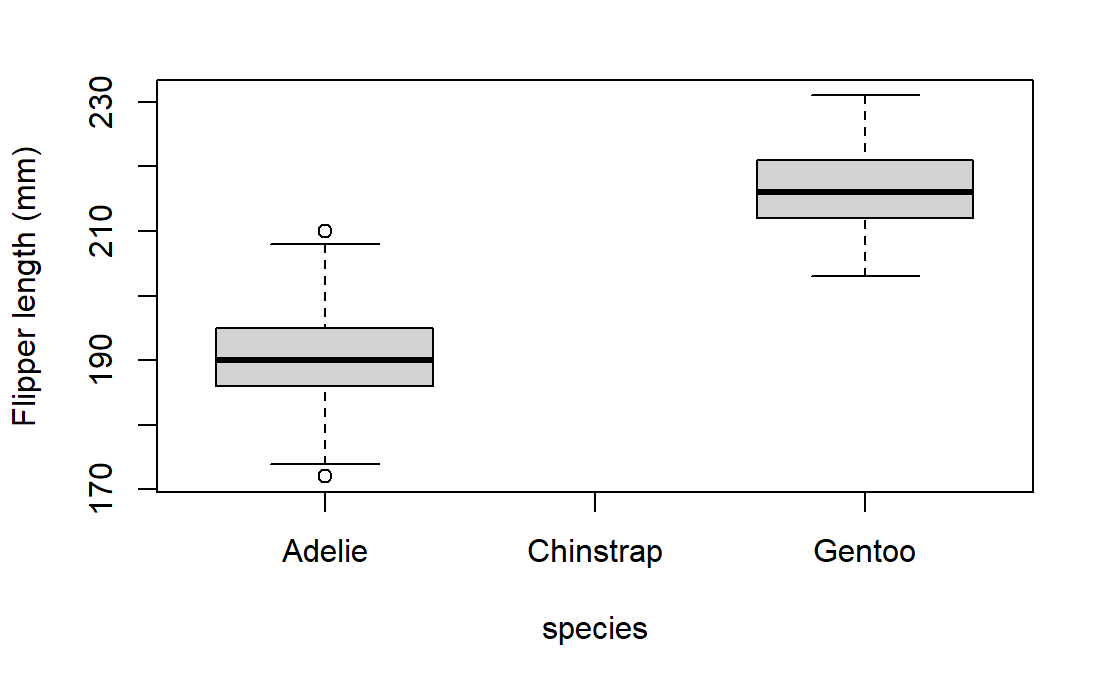 Flipper length (mm)
230
210
190
170
Adelie Chinstrap Gentoo
species